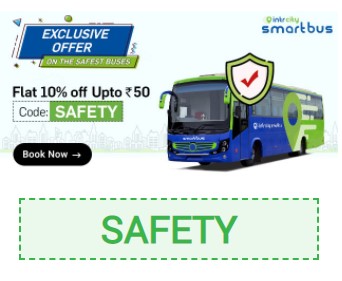 EXCLUSIVE
OFFER
ON THE SAFEST BUSES
intrcity
smartbus
Flat 10% off Upto ₹50
Code: SAFETY
Book Now →
SAFETY